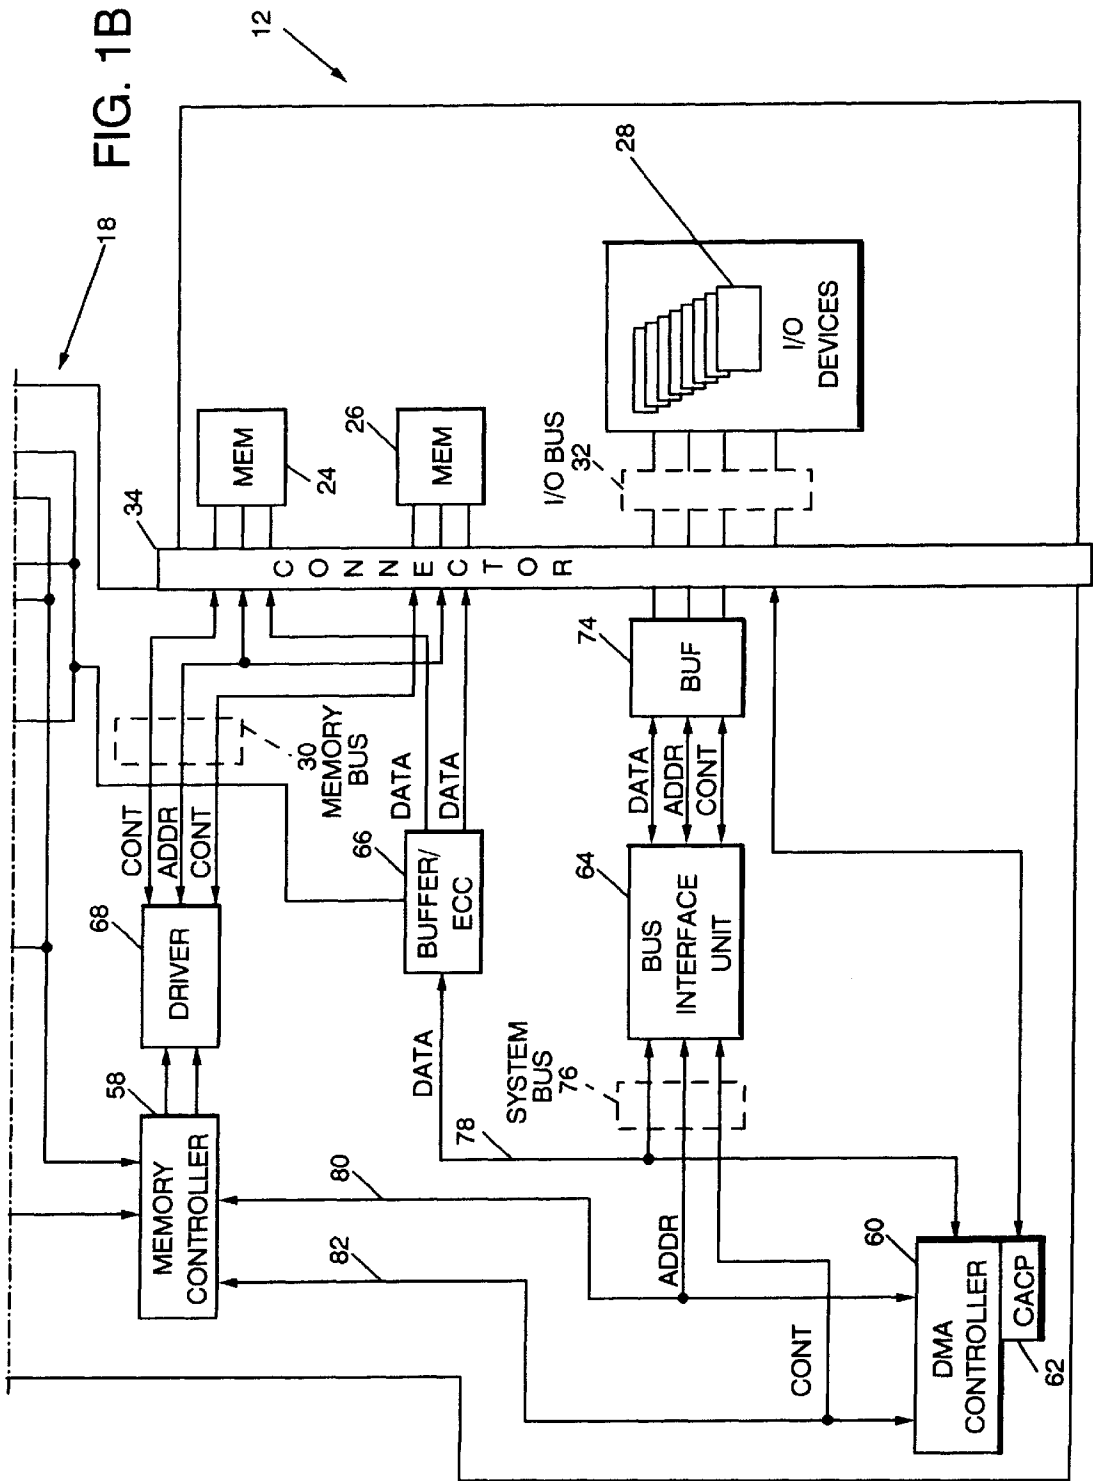 FIG. 1B
12
18
34
MEM
24
26
MEM
28
I/O
DEVICES
I/O BUS
32
CONNECTOR
30
MEMORY
BUS
CONT
ADDR
CONT
DATA
DATA
74
BUF
DATA
ADDR
CONT
68
DRIVER
66
BUFFER/
ECC
64
BUS
INTERFACE
UNIT
58
MEMORY
CONTROLLER
DATA
SYSTEM
BUS
76
78
80
82
ADDR
CONT
60
DMA
CONTROLLER
CACP
62